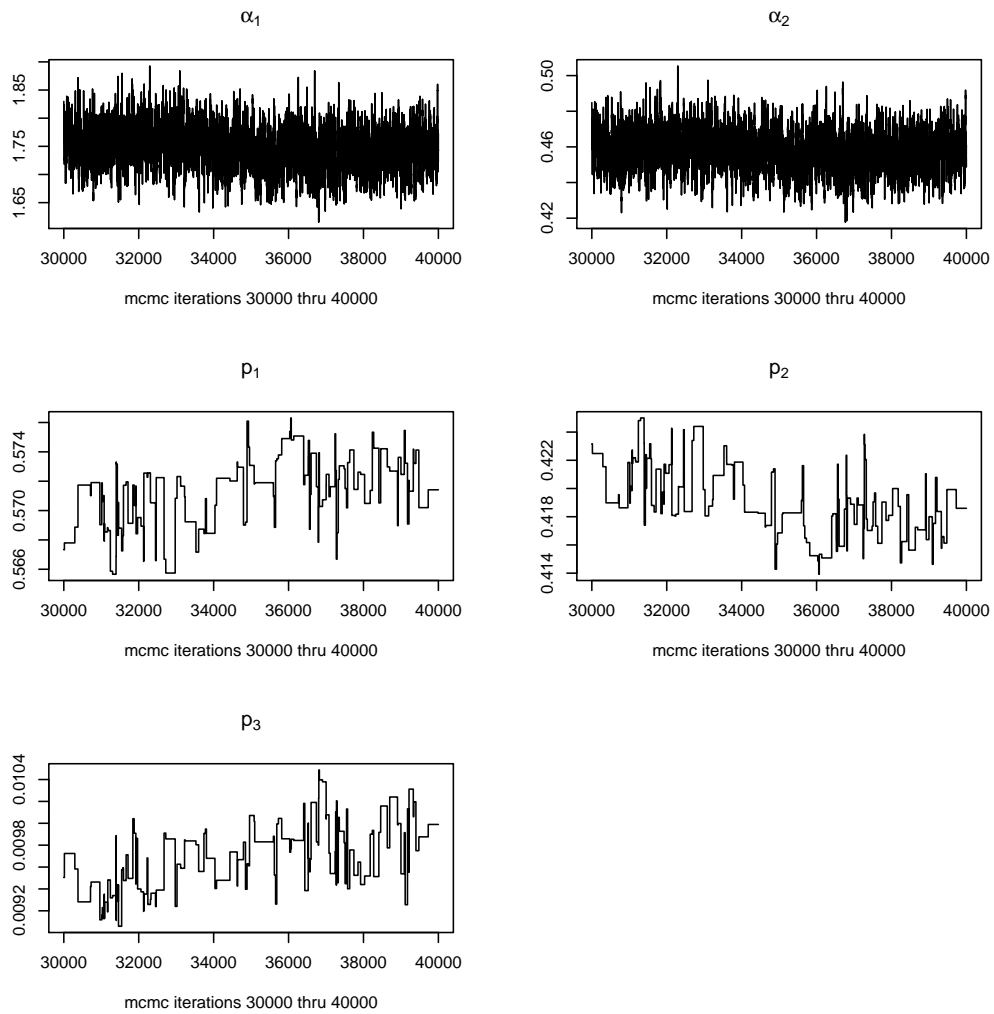 α1
1.65 1.75 1.85
30000 32000 34000 36000 38000 40000
mcmc iterations 30000 thru 40000
α2
0.42 0.46 0.50
30000 32000 34000 36000 38000 40000
mcmc iterations 30000 thru 40000
p1
0.566 0.570 0.574
30000 32000 34000 36000 38000 40000
mcmc iterations 30000 thru 40000
p2
0.414 0.418 0.422
30000 32000 34000 36000 38000 40000
mcmc iterations 30000 thru 40000
p3
0.0092 0.0098 0.0104
30000 32000 34000 36000 38000 40000
mcmc iterations 30000 thru 40000